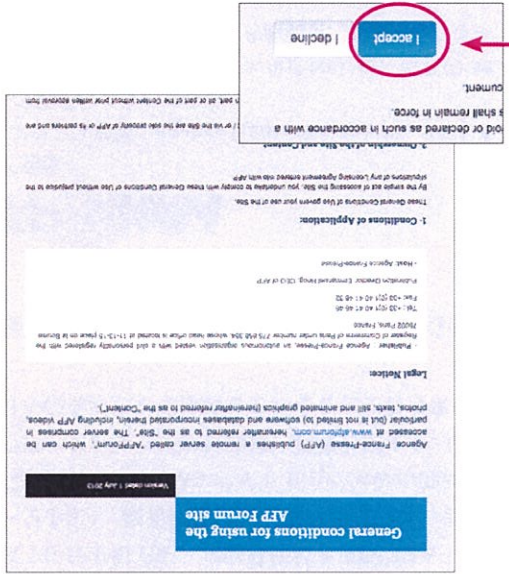 General conditions for using the
AFP Forum site
Version dated 1 July 2013
Agence France-Presse (AFP) publishes a remote server called "AFPForum", which can be
accessed at www.afpforum.com, hereinafter referred to as the "Site". The server comprises in
particular (but is not limited to) software and databases incorporated therein, including AFP videos,
photos, texts, still and animated graphics (hereinafter referred to as the "Content").
Legal Notice:
- Publisher : Agence France-Presse, an autonomous organisation vested with a civil personality registered with the
Register of Commerce of Paris under number 775 658 354, whose head office is located at 11-13-15 place de la Bourse
75002 Paris, France
Tel.: +33 (0)1 40 41 46 46
Fax: +33 (0)1 40 41 46 32
Publication Director: Emmanuel Hoog, CEO of AFP
- Host: Agence France-Presse
1- Conditions of Application:
These General Conditions of Use govern your use of the Site.
By the simple act of accessing the Site, you undertake to comply with these General Conditions of Use without prejudice to the
stipulations of any Licensing Agreement entered into with AFP.
2- Ownership of the Site and Content
/ or via the Site are the sole property of AFP or its partners and are
in part, all or part of the Content without prior written approval from
oid or declared as such in accordance with a
s shall remain in force.
cument.
I accept
I decline